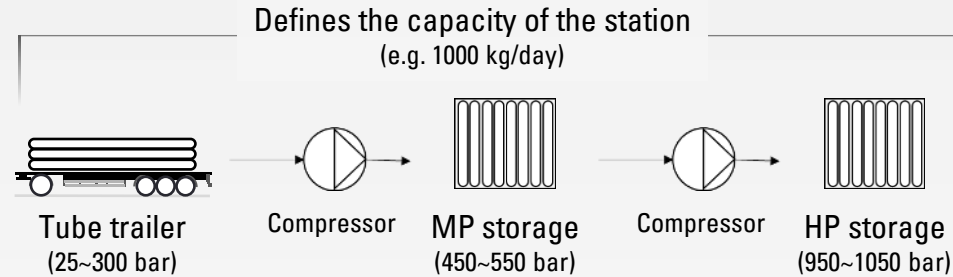 Defines the capacity of the station
(e.g. 1000 kg/day)
Tube trailer
(25~300 bar)
Compressor
MP storage
(450~550 bar)
Compressor
HP storage
(950~1050 bar)